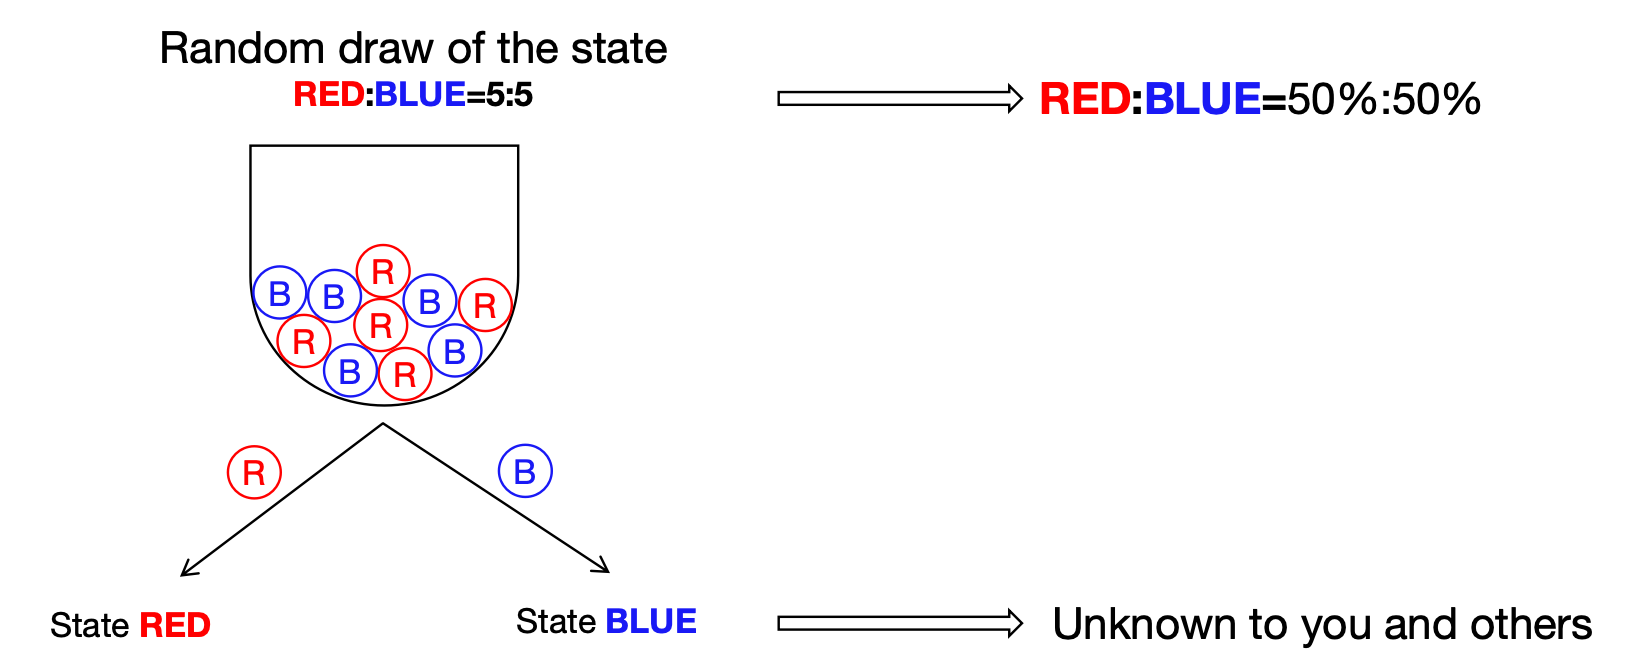 Random draw of the state
RED:BLUE=5:5
RED:BLUE=50%:50%
R
B B B R
R
R B
B R
R B
State RED
State BLUE
Unknown to you and others